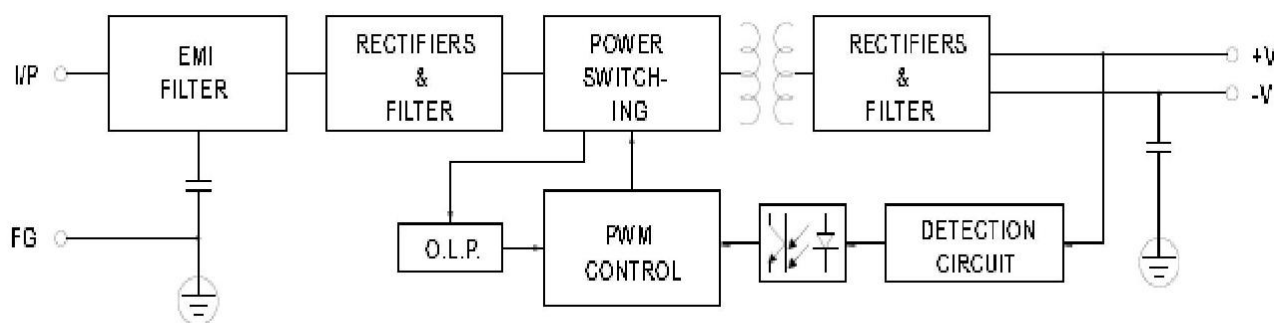 I/P
EMI
FILTER
RECTIFIERS
&
FILTER
POWER
SWITCH-
ING
RECTIFIERS
&
FILTER
+V
-V
FG
O.L.P.
PWM
CONTROL
DETECTION
CIRCUIT